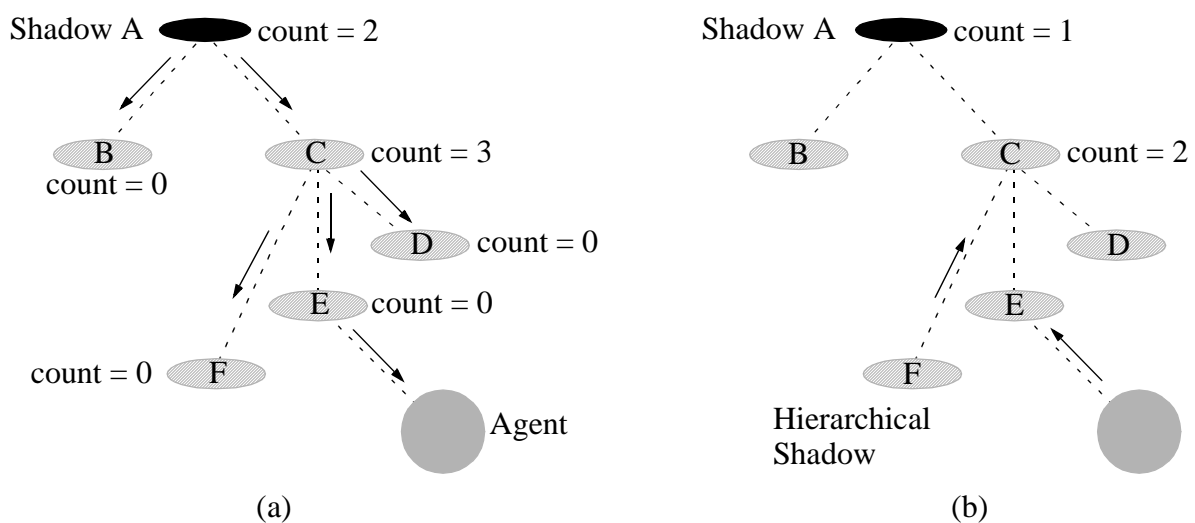 Shadow A
count = 2
B
count = 0
C
count = 3
D
count = 0
E
count = 0
F
count = 0
Agent
(a)
Shadow A
count = 1
B
C
count = 2
D
E
F
Hierarchical
Shadow
(b)